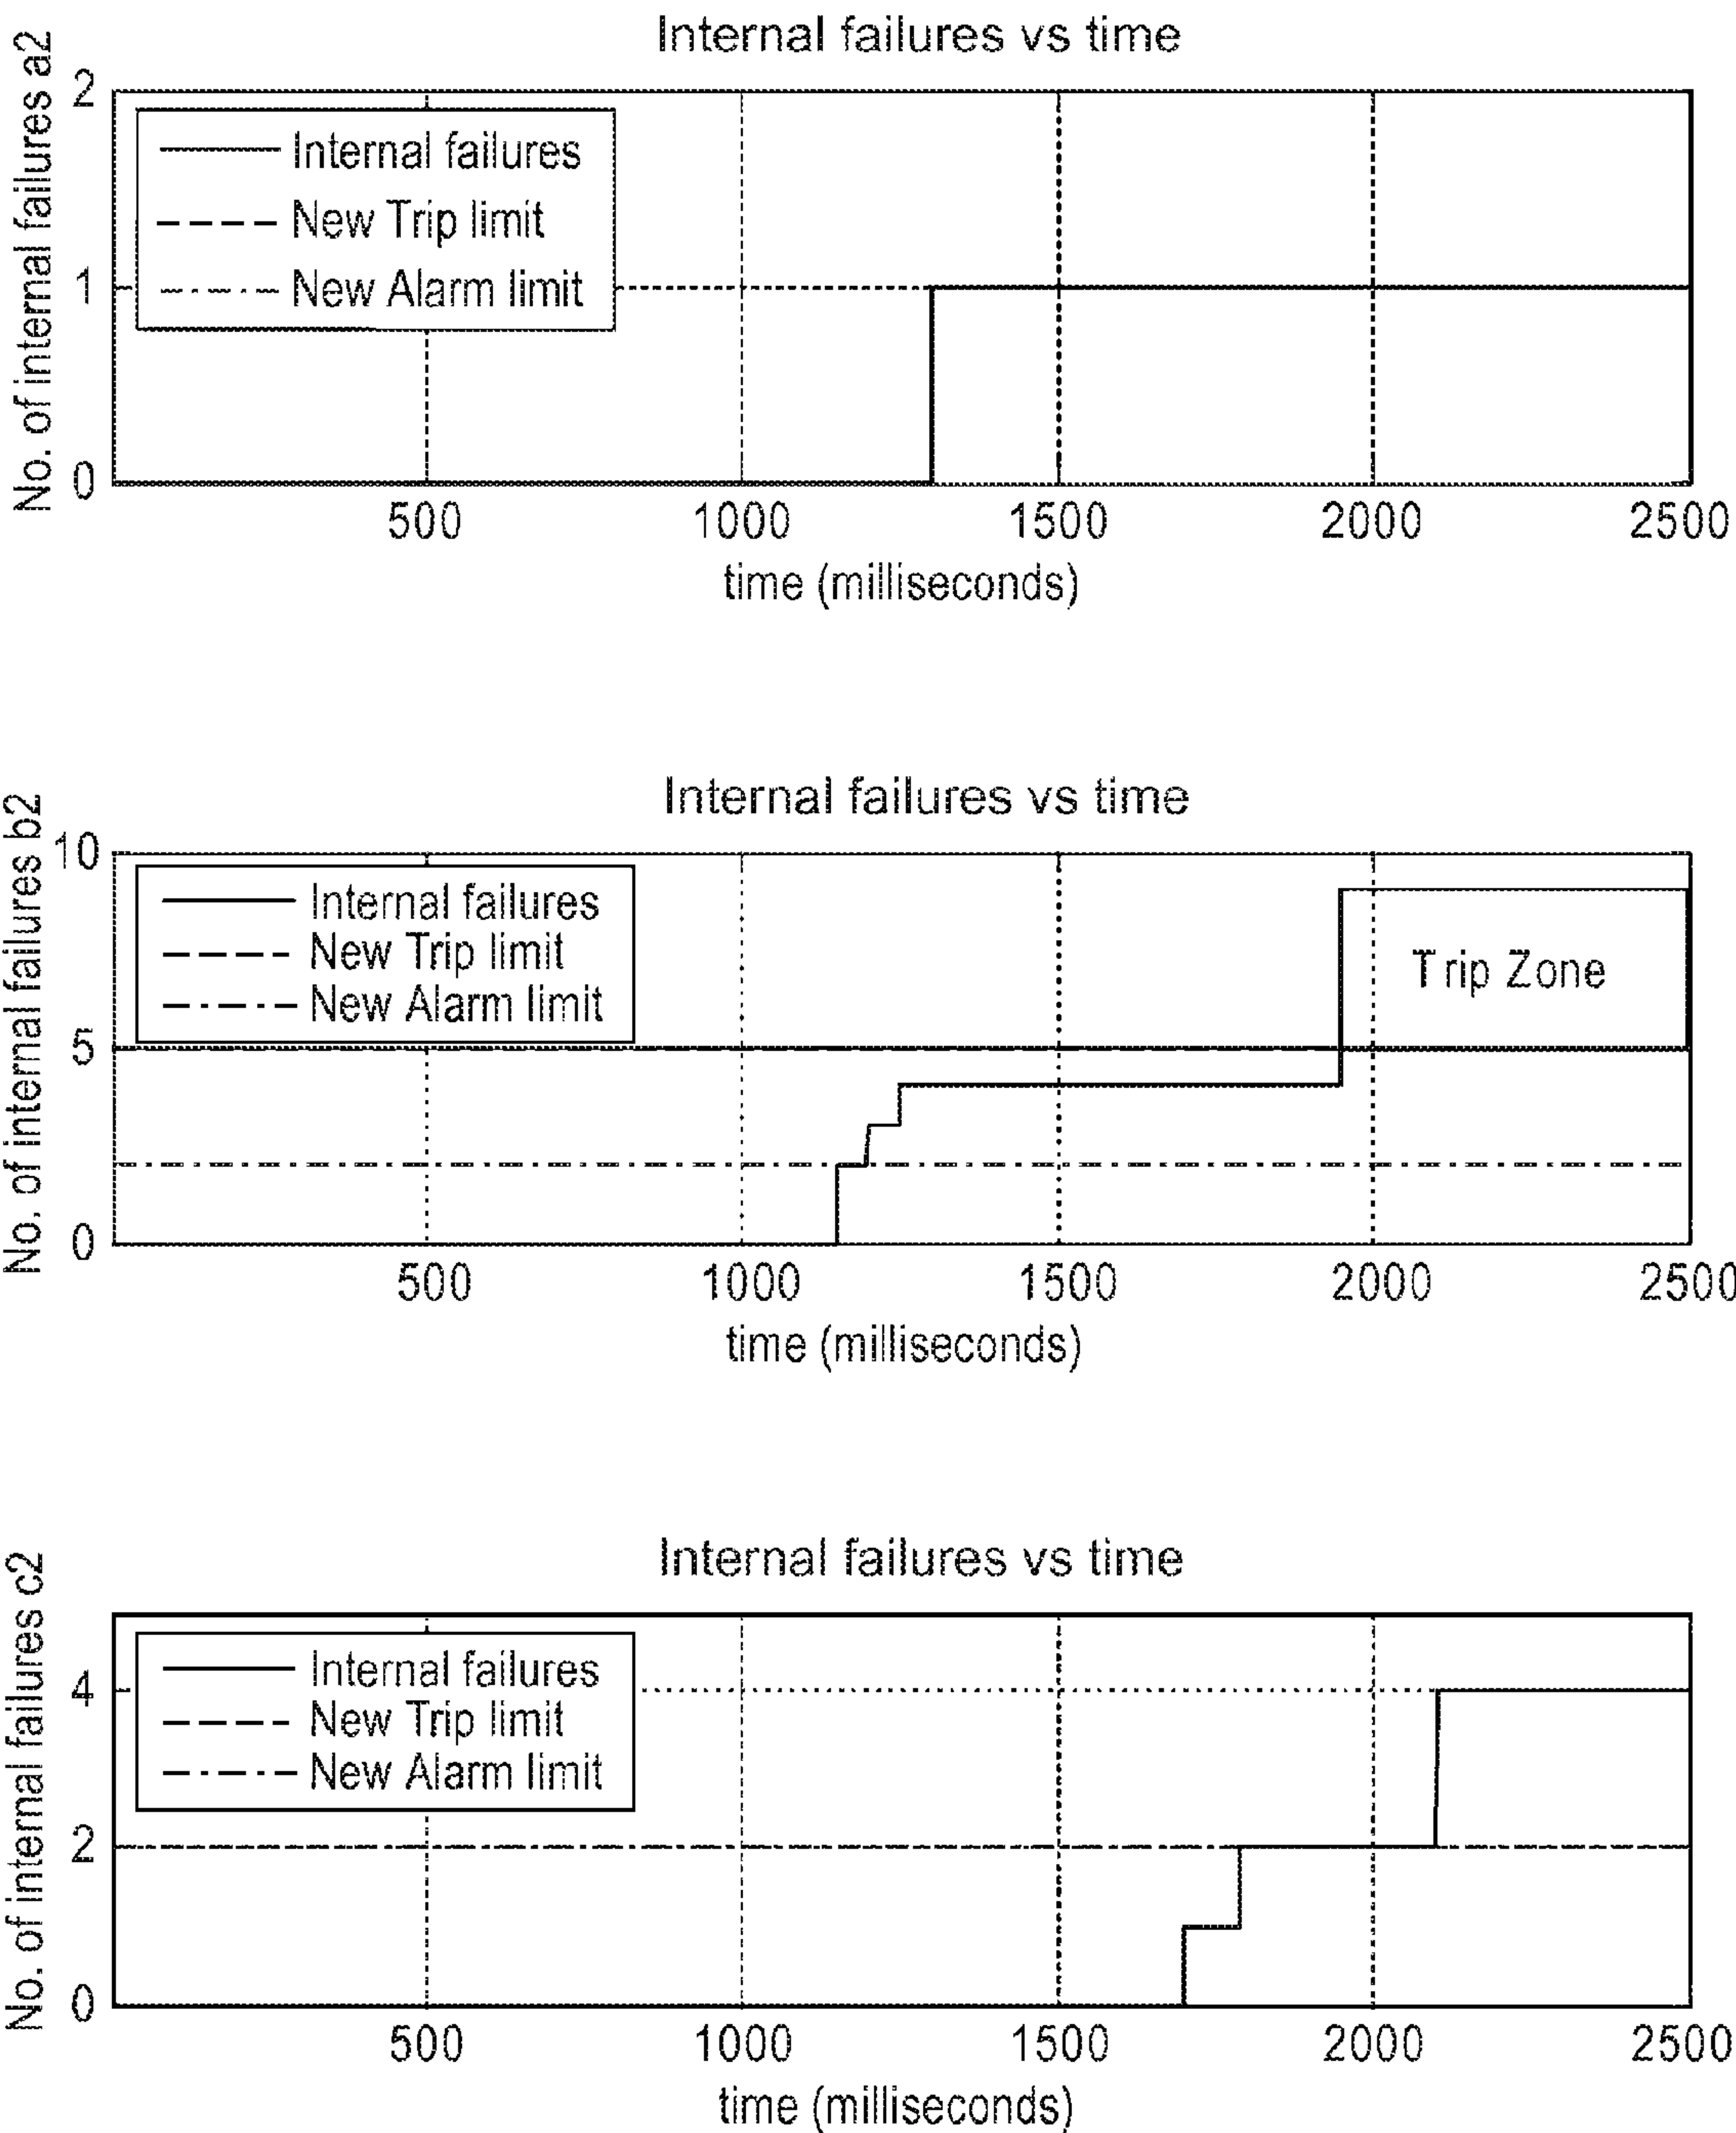 Internal failures vs time
No. of internal failures a2
2
1
0
Internal failures
New Trip limit
New Alarm limit
500 1000 1500 2000 2500
time (milliseconds)
Internal failures vs time
No. of internal failures b2
10
5
0
Internal failures
New Trip limit
New Alarm limit
Trip Zone
500 1000 1500 2000 2500
time (milliseconds)
Internal failures vs time
No. of internal failures c2
4
2
0
Internal failures
New Trip limit
New Alarm limit
500 1000 1500 2000 2500
time (milliseconds)